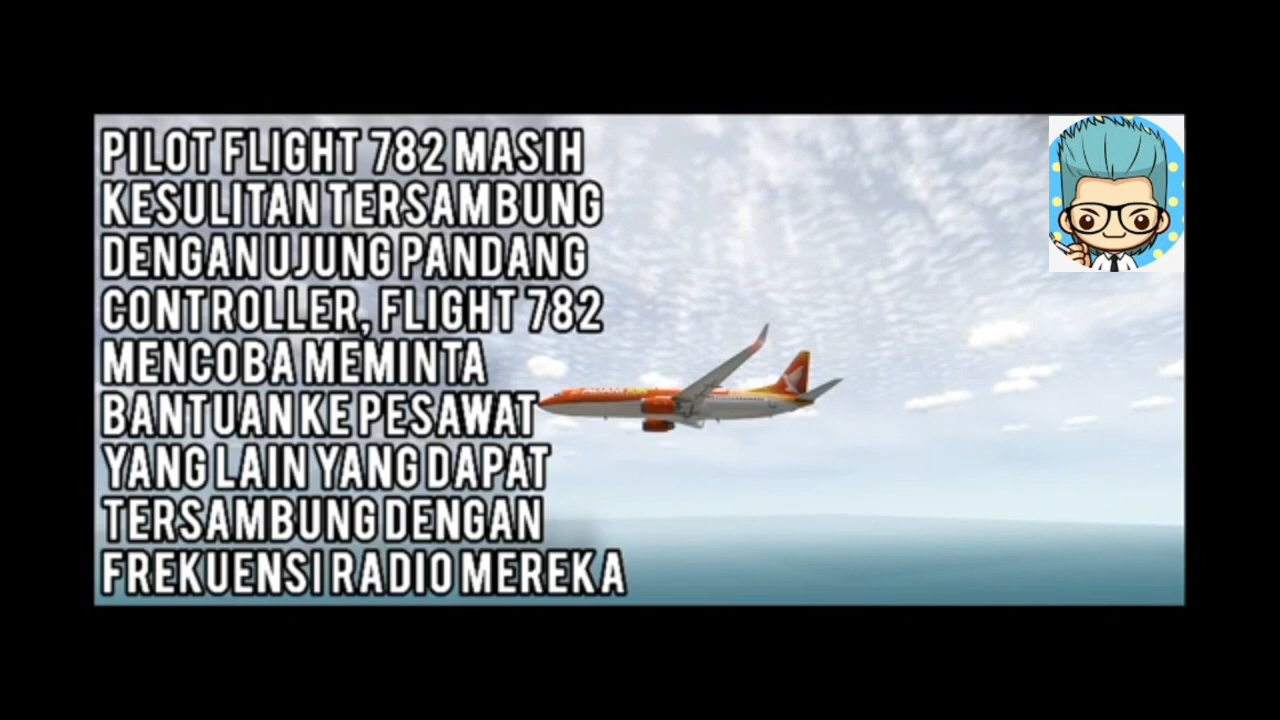 PILOT FLIGHT 782 MASIH
KESULITAN TERSAMBUNG
DENGAN UJUNG PANDANG
CONTROLLER, FLIGHT 782
MENCOBA MEMINTA
BANTUAN KE PESAWAT
YANG LAIN YANG DAPAT
TERSAMBUNG DENGAN
FREKUENSI RADIO MEREKA